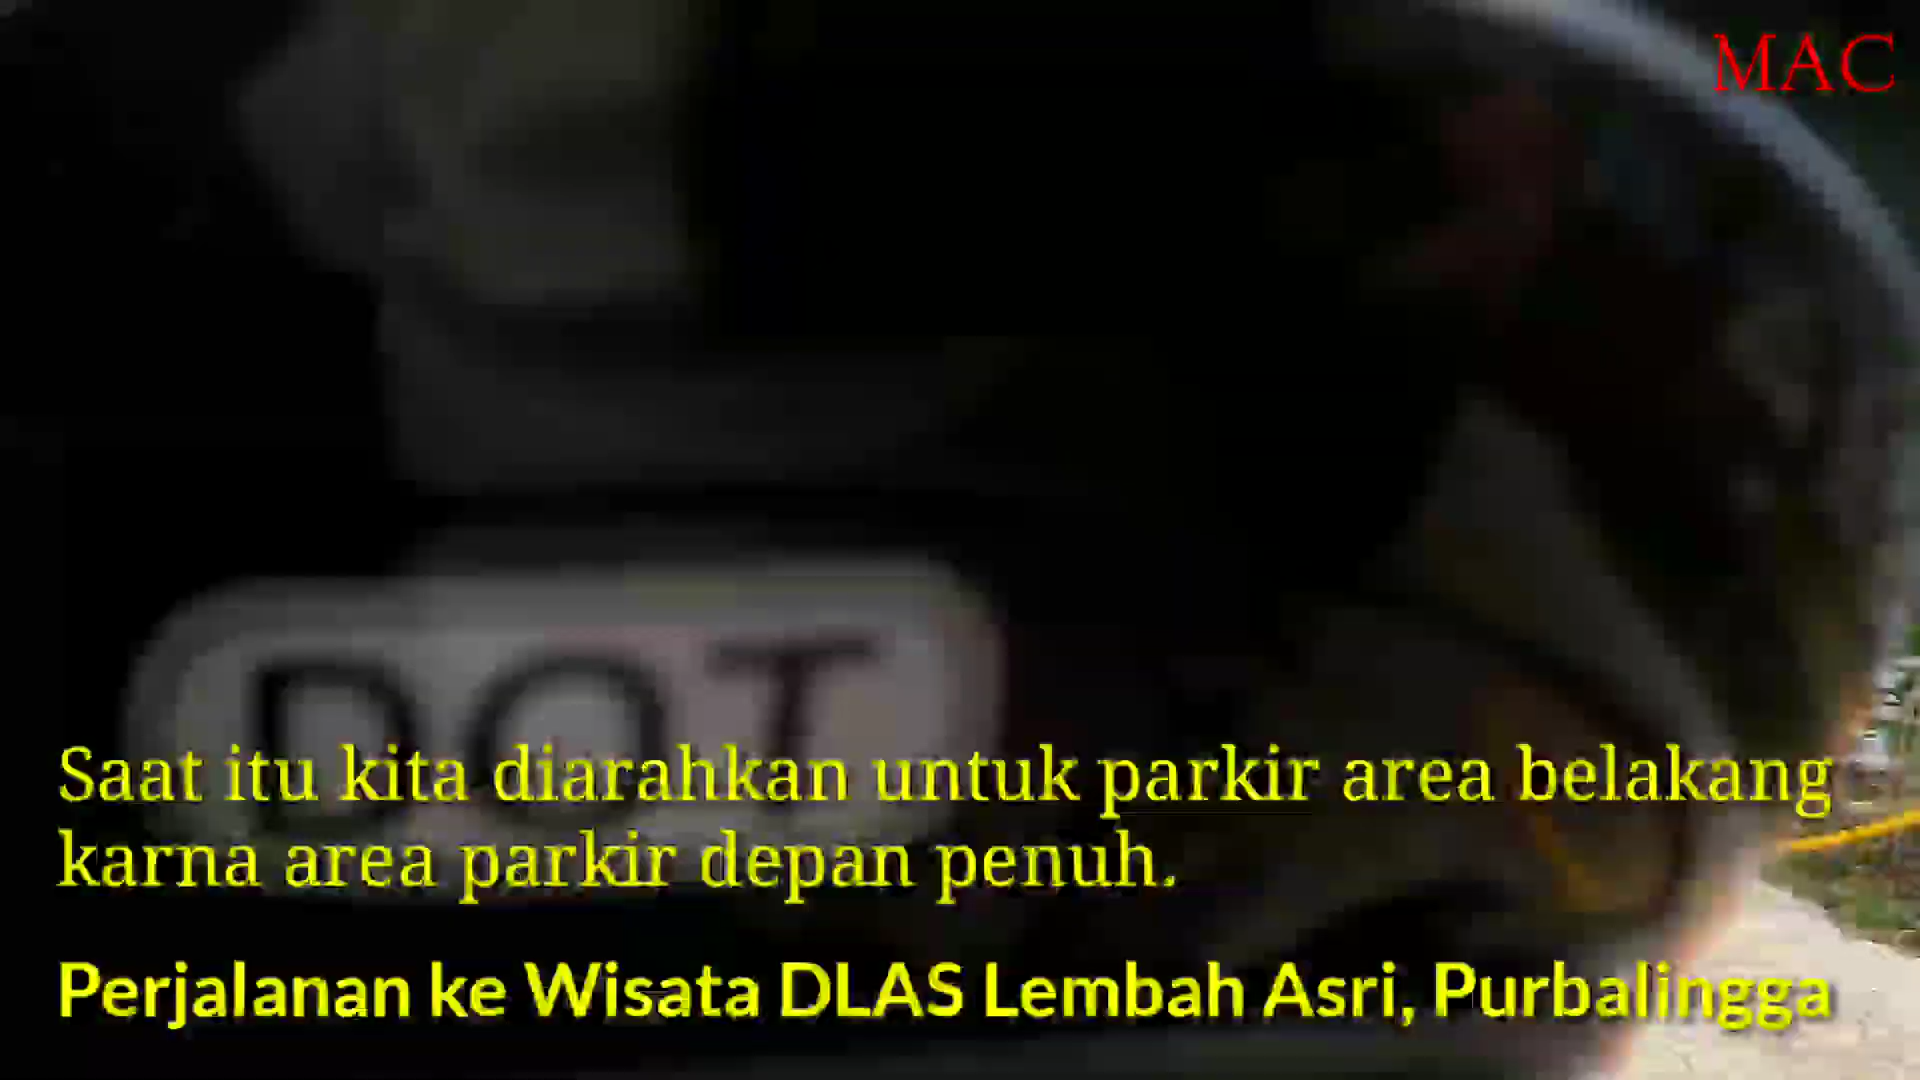 MAC
DOT
Saat itu kita diarahkan untuk parkir area belakang
karna area parkir depan penuh.
Perjalanan ke Wisata DLAS Lembah Asri, Purbalingga